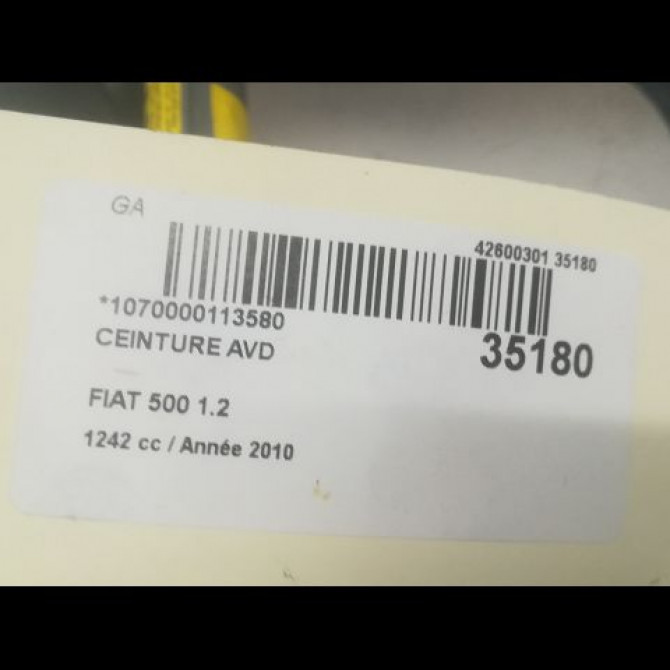 GA
42600301 35180
*1070000113580
CEINTURE AVD
35180
FIAT 500 1.2
1242 cc / Année 2010